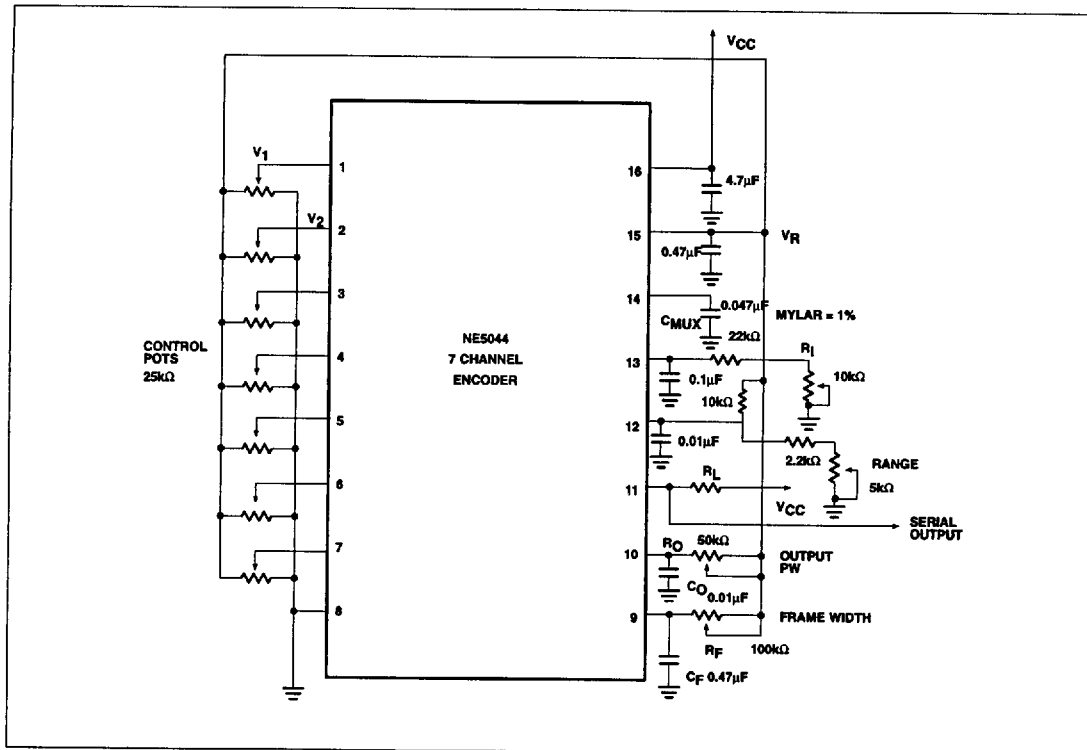 VCC
V1
1
16
4.7µF
V2
2
15
VR
0.47µF
3
14
0.047µF
CMUX
MYLAR = 1%
22kΩ
NE5044
7 CHANNEL
ENCODER
CONTROL
POTS
25kΩ
4
13
RI
0.1µF
10kΩ
10kΩ
5
12
0.01µF
2.2kΩ
RANGE
5kΩ
6
11
RL
VCC
SERIAL
OUTPUT
7
10
RO
50kΩ
OUTPUT
PW
CO 0.01µF
8
9
FRAME WIDTH
RF
100kΩ
CF 0.47µF